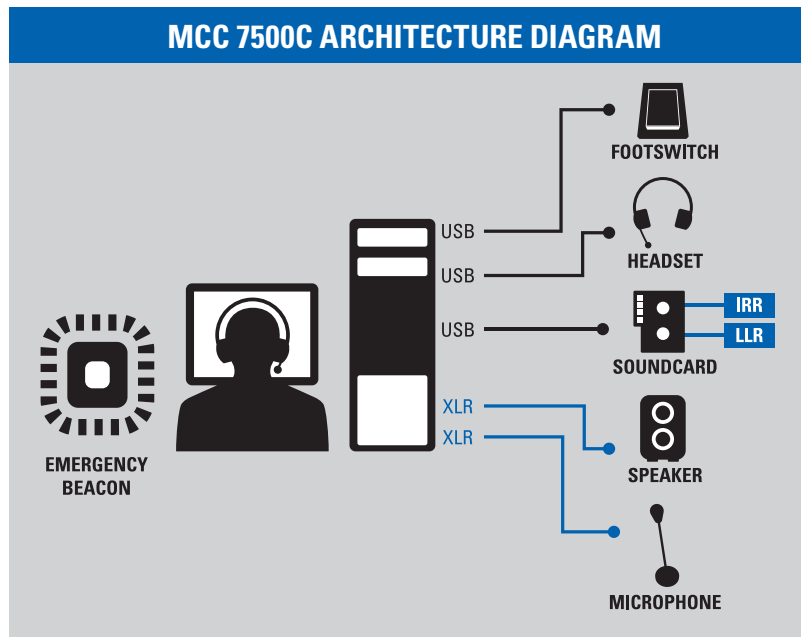 MCC 7500C ARCHITECTURE DIAGRAM
FOOTSWITCH
USB
HEADSET
USB
IRR
USB
LLR
SOUNDCARD
XLR
XLR
SPEAKER
EMERGENCY
BEACON
MICROPHONE